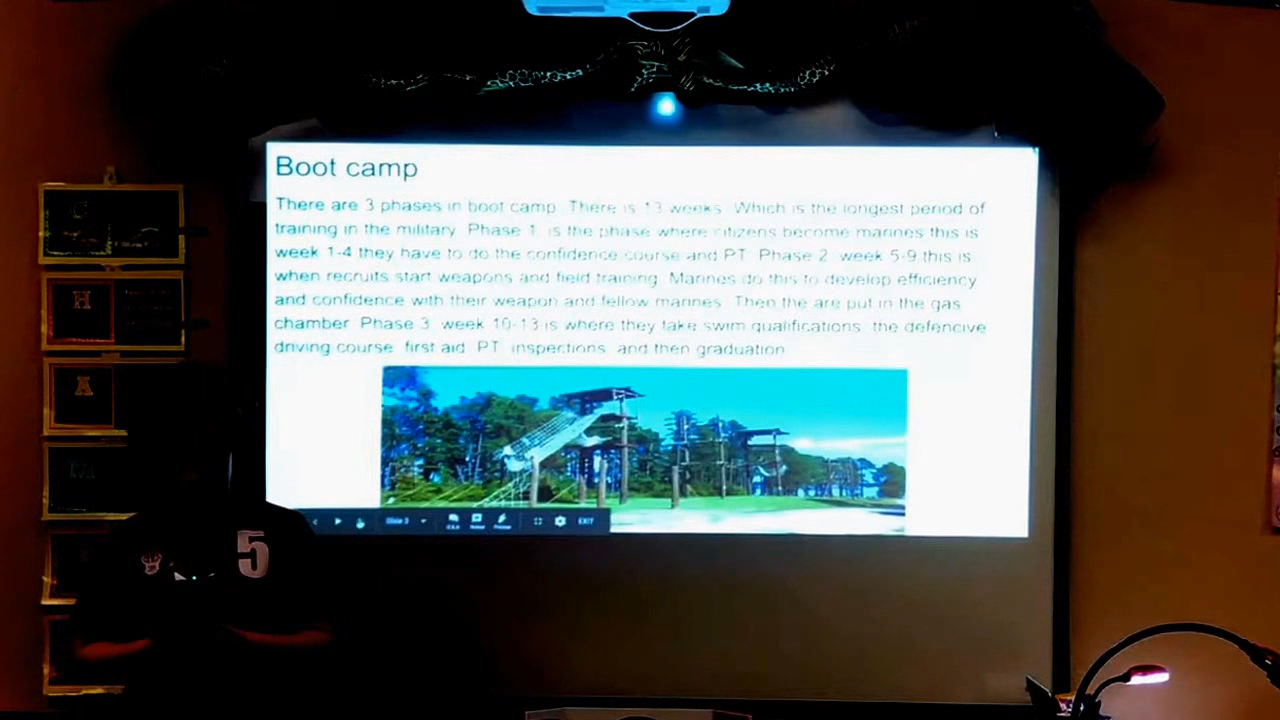 Boot camp
There are 3 phases in boot camp. There is 13 weeks. Which is the longest period of
training in the military. Phase 1. is the phase where citizens become marines this is
week 1-4 they have to do the confidence course and PT. Phase 2. week 5-9 this is
when recruits start weapons and field training. Marines do this to develop efficiency
and confidence with their weapon and fellow marines. Then the are put in the gas
chamber. Phase 3. week 10-13 is where they take swim qualifications, the defencive
driving course, first aid, PT, inspections, and then graduation.
Slide 3
EXIT
H
A
5